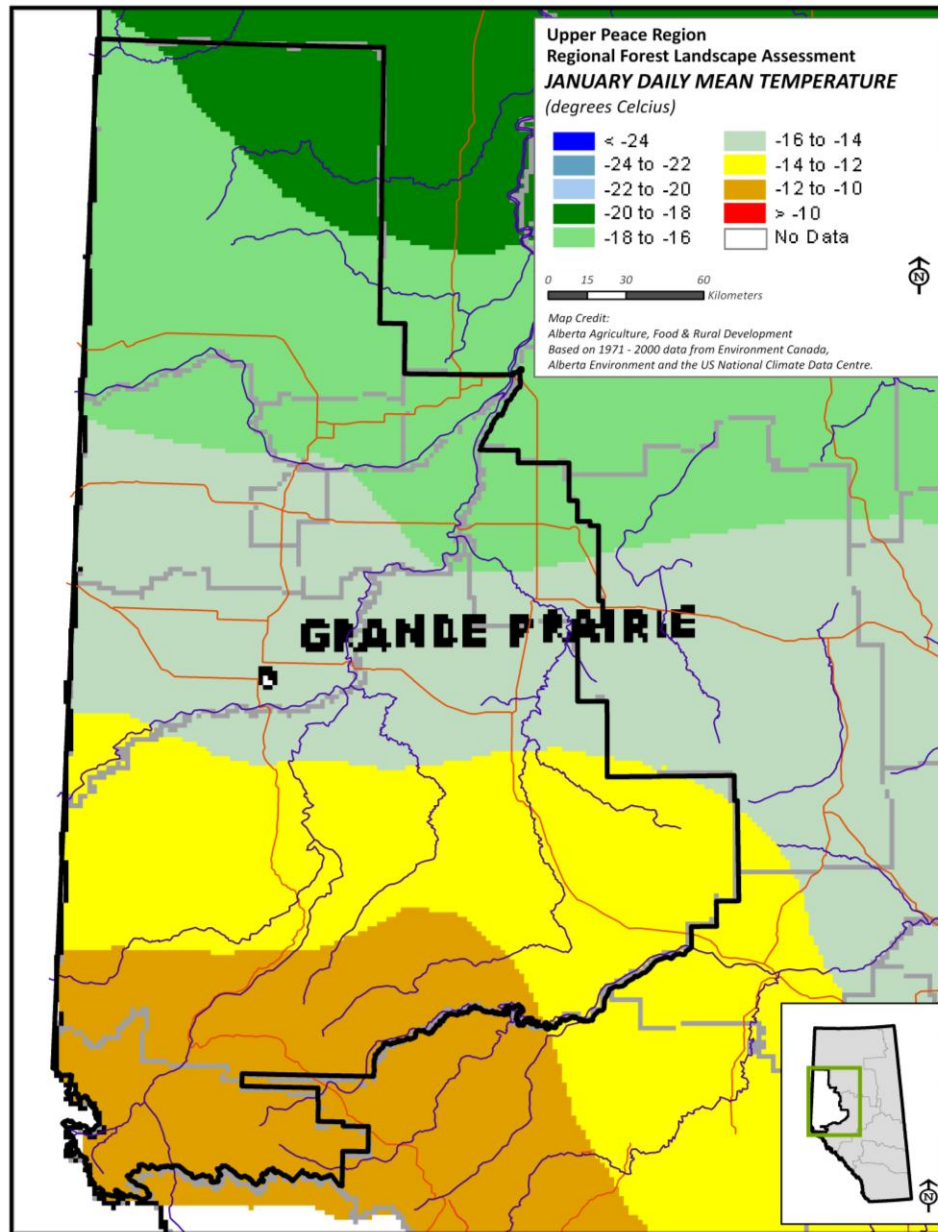 Upper Peace Region
Regional Forest Landscape Assessment
JANUARY DAILY MEAN TEMPERATURE
(degrees Celcius)
< -24
-24 to -22
-22 to -20
-20 to -18
-18 to -16
-16 to -14
-14 to -12
-12 to -10
> -10
No Data
N
0 15 30 60
Kilometers
Map Credit:
Alberta Agriculture, Food & Rural Development
Based on 1971 - 2000 data from Environment Canada,
Alberta Environment and the US National Climate Data Centre.
GRANDE PRAIRIE
N